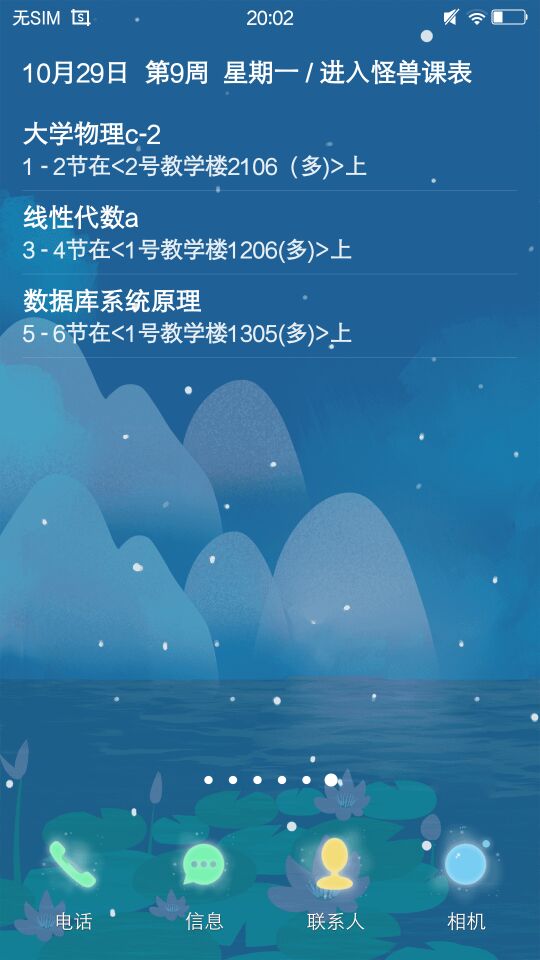 无SIM 20:02
10月29日 第9周 星期一 / 进入怪兽课表
大学物理c-2
1 - 2节在<2号教学楼2106（多)>上
线性代数a
3 - 4节在<1号教学楼1206(多)>上
数据库系统原理
5 - 6节在<1号教学楼1305(多)>上
电话 信息 联系人 相机